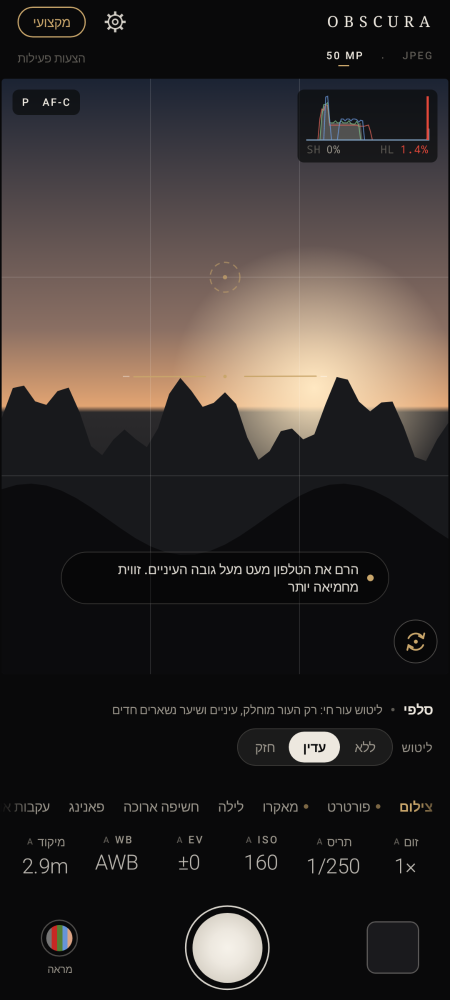 OBSCURA
מקצועי
JPEG · 50 MP
הצעות פעילות
P AF-C
SH 0% HL 1.4%
הרם את הטלפון מעט מעל גובה העיניים. זווית
מחמיאה יותר
סלפי • ליטוש עור חי: רק העור מוחלק, עיניים ושיער נשארים חדים
ליטוש ללא עדין חזק
צילום • פורטרט • מאקרו לילה חשיפה ארוכה פאנינג עקבות
זום A תריס A ISO A EV A WB A מיקוד A
1× 1/250 160 ±0 AWB 2.9m
מראה